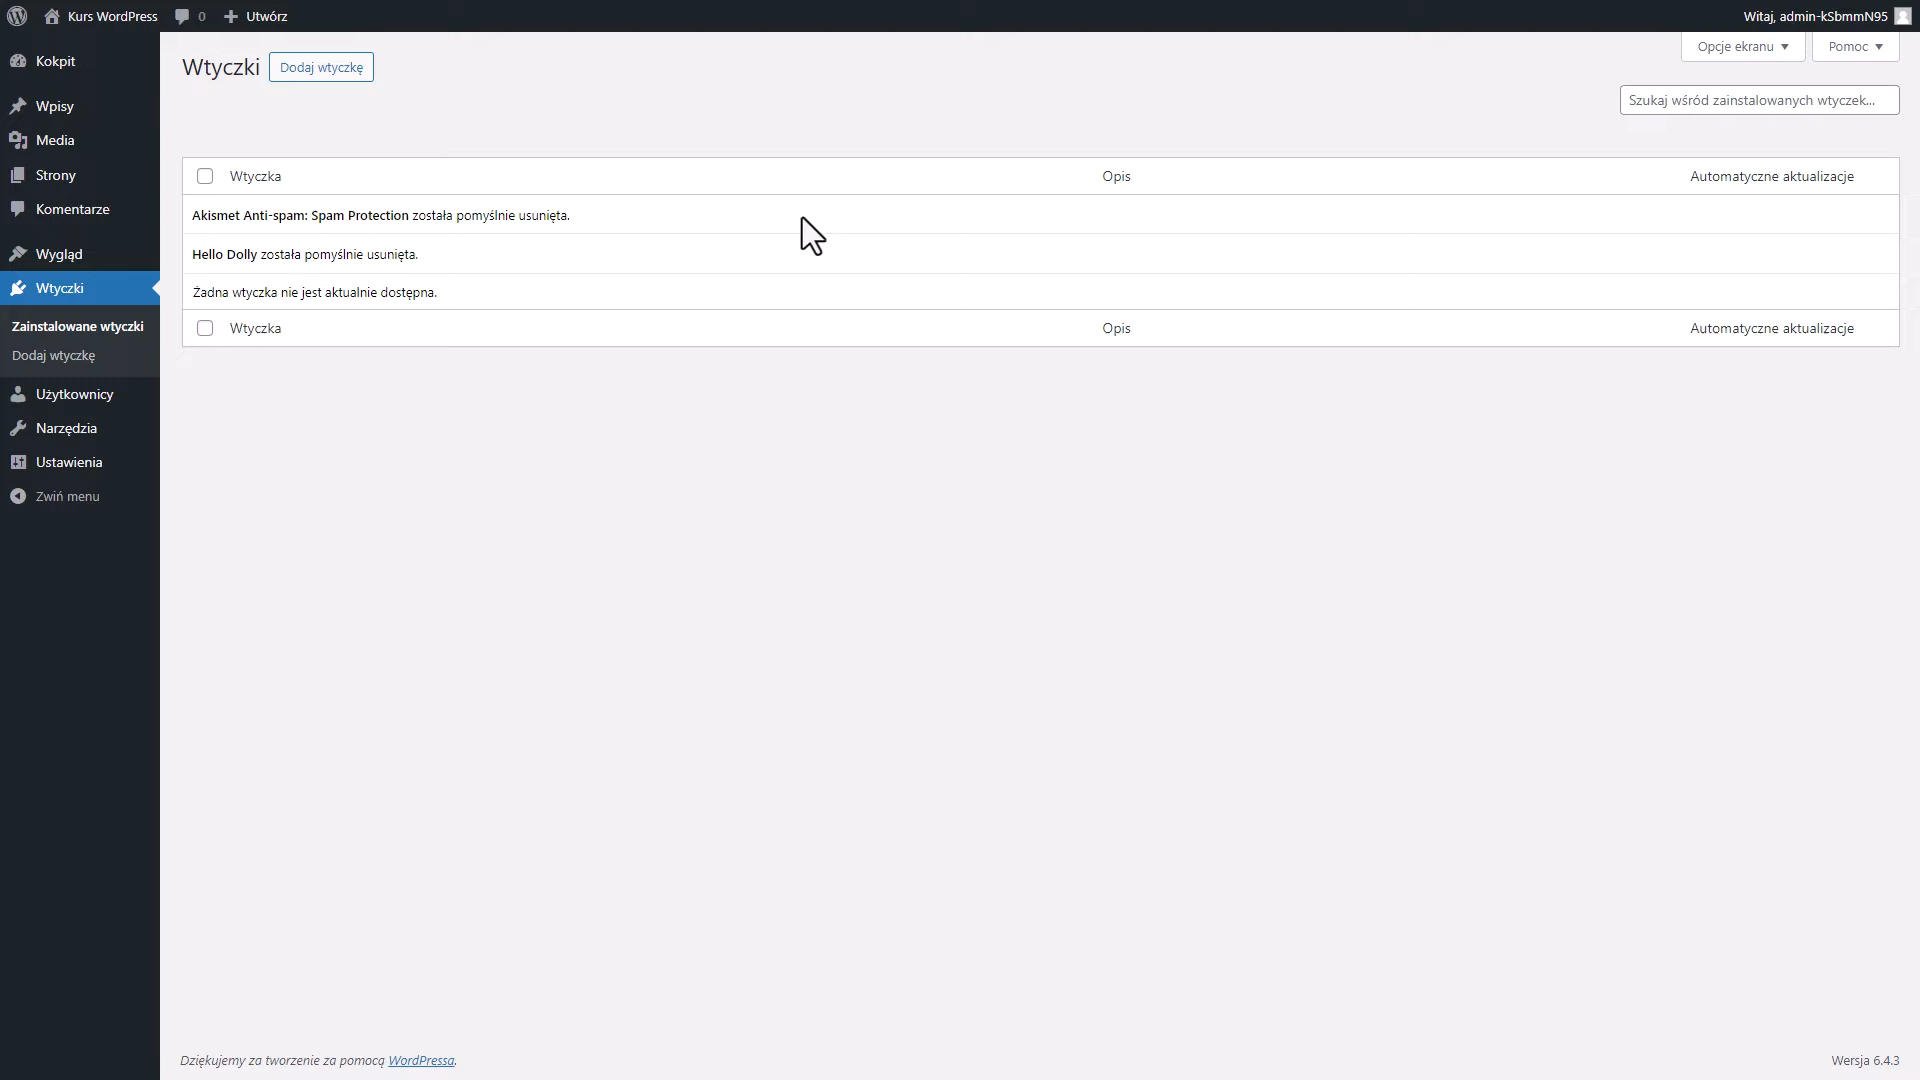 Kurs WordPress 0 Utwórz Witaj, admin-kSbmmN95
Kokpit
Wpisy
Media
Strony
Komentarze
Wygląd
Wtyczki
Zainstalowane wtyczki
Dodaj wtyczkę
Użytkownicy
Narzędzia
Ustawienia
Zwiń menu
Opcje ekranu Pomoc
Wtyczki Dodaj wtyczkę
Szukaj wśród zainstalowanych wtyczek...
Wtyczka Opis Automatyczne aktualizacje
Akismet Anti-spam: Spam Protection została pomyślnie usunięta.
Hello Dolly została pomyślnie usunięta.
Żadna wtyczka nie jest aktualnie dostępna.
Wtyczka Opis Automatyczne aktualizacje
Dziękujemy za tworzenie za pomocą WordPressa. Wersja 6.4.3